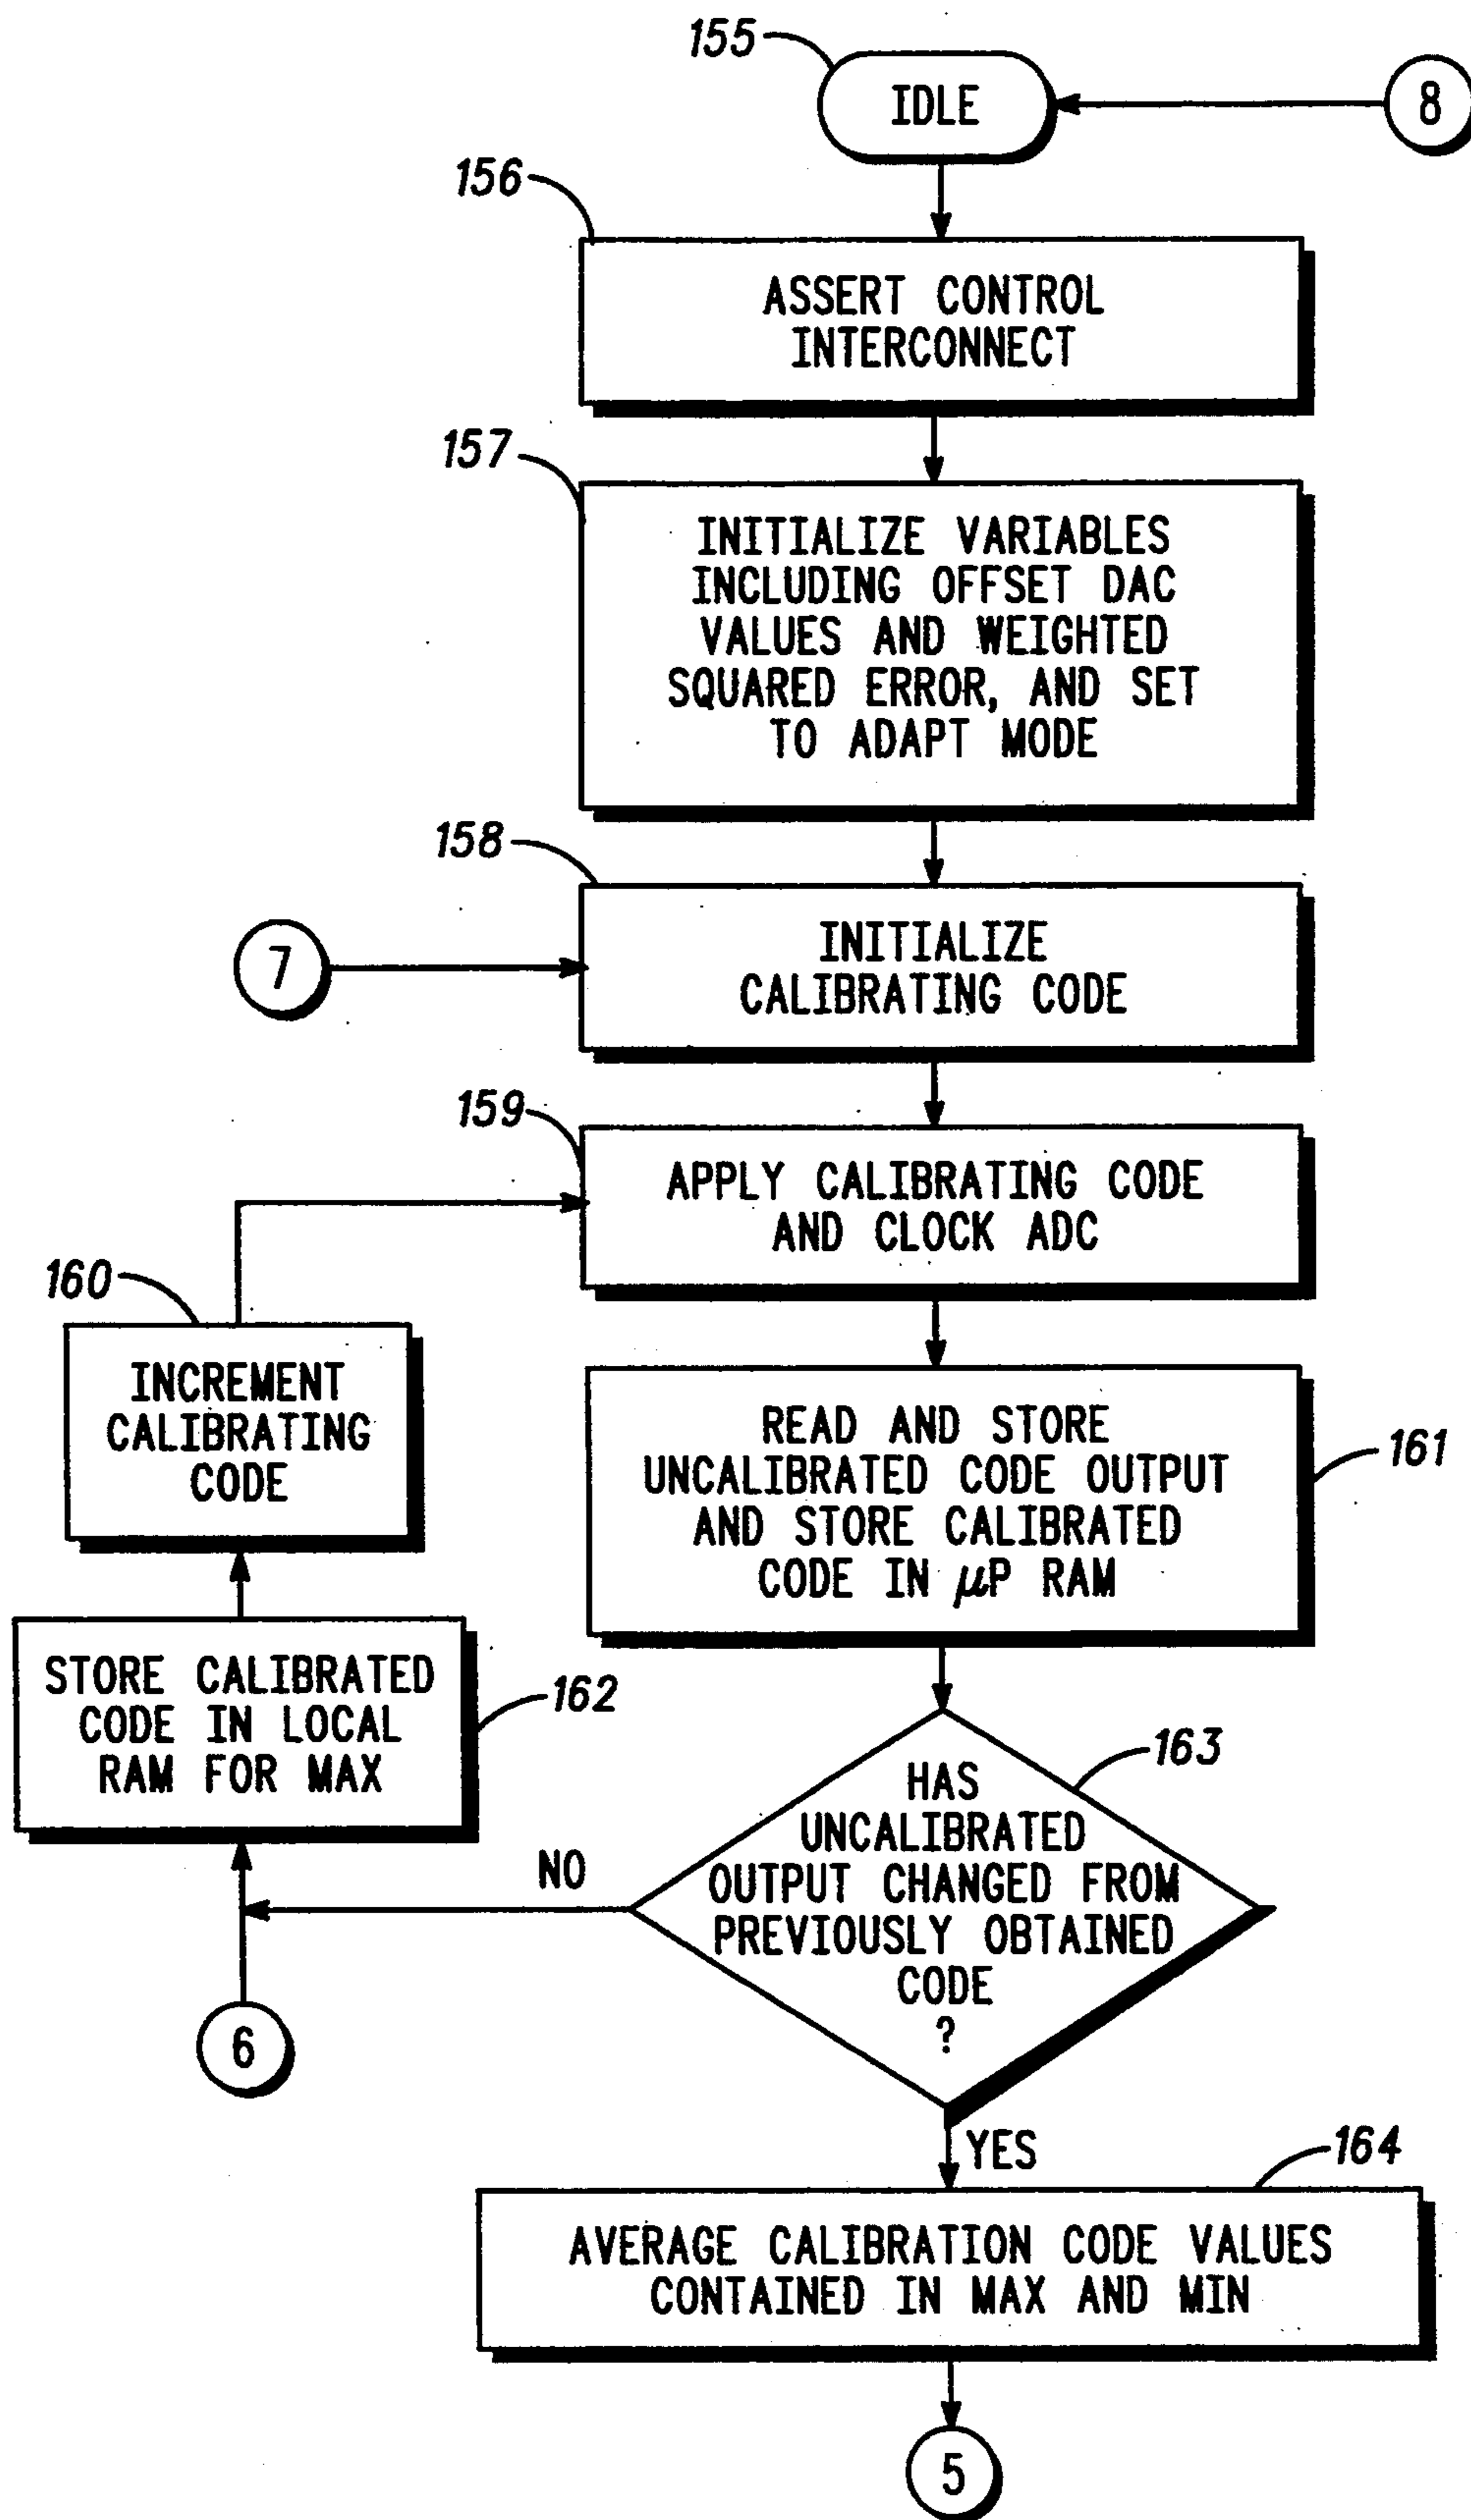 155
IDLE
8
156
ASSERT CONTROL
INTERCONNECT
157
INITIALIZE VARIABLES
INCLUDING OFFSET DAC
VALUES AND WEIGHTED
SQUARED ERROR, AND SET
TO ADAPT MODE
158
7
INITIALIZE
CALIBRATING CODE
159
APPLY CALIBRATING CODE
AND CLOCK ADC
160
INCREMENT
CALIBRATING
CODE
READ AND STORE
UNCALIBRATED CODE OUTPUT
AND STORE CALIBRATED
CODE IN μP RAM
161
STORE CALIBRATED
CODE IN LOCAL
RAM FOR MAX
162
163
HAS
UNCALIBRATED
OUTPUT CHANGED FROM
PREVIOUSLY OBTAINED
CODE
?
NO
6
YES
164
AVERAGE CALIBRATION CODE VALUES
CONTAINED IN MAX AND MIN
5